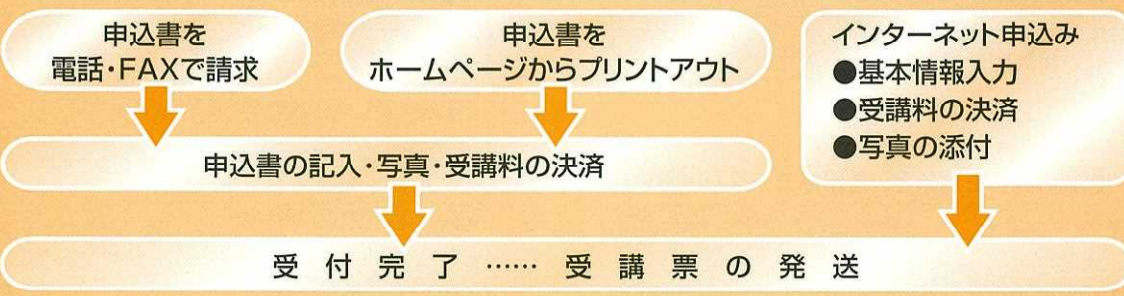 申込書を
電話・FAXで請求
申込書を
ホームページからプリントアウト
インターネット申込み
●基本情報入力
●受講料の決済
●写真の添付
申込書の記入・写真・受講料の決済
受付完了……受講票の発送